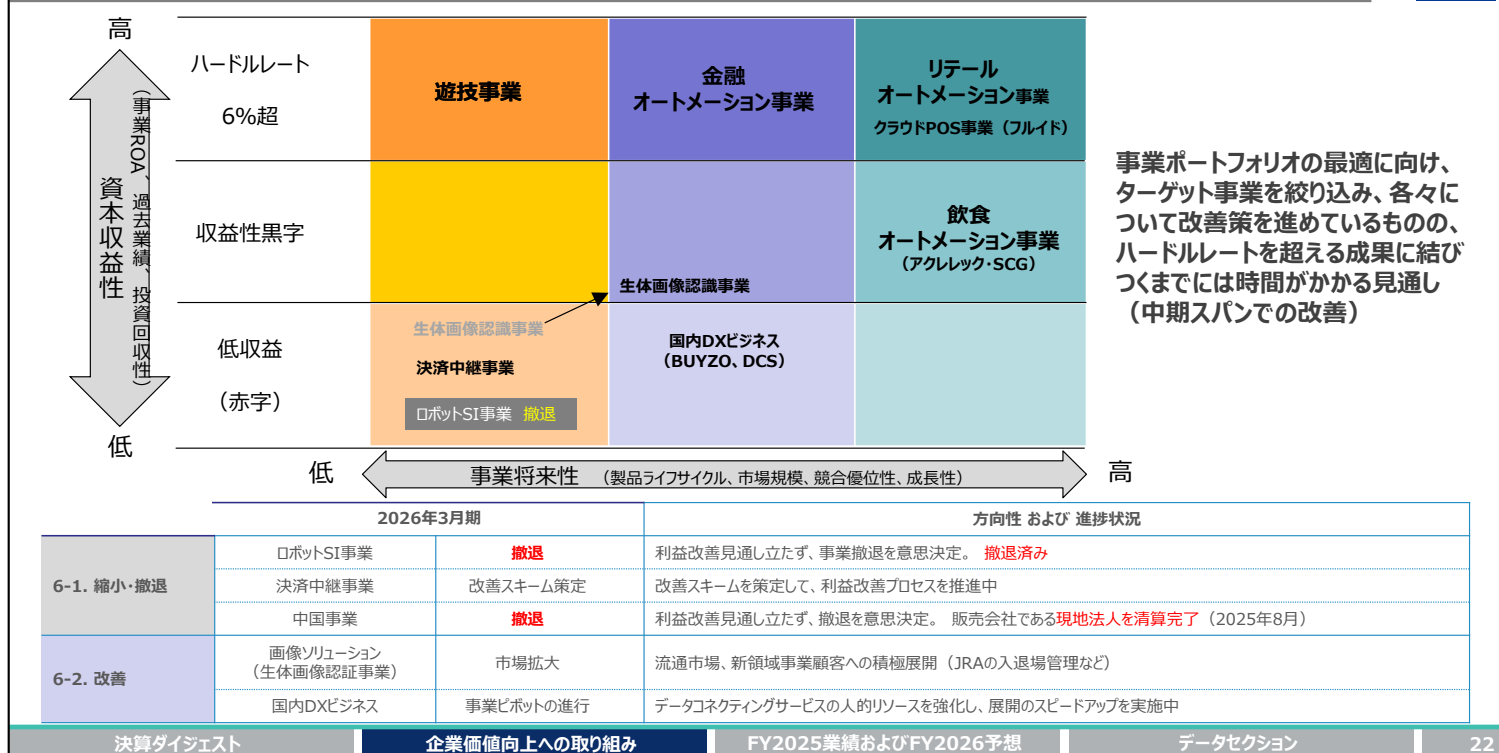 高
ハードルレート
6%超
収益性黒字
低収益
(赤字)
資本収益性
(事業ROA、過去業績、投資回収性)
低
遊技事業
金融
オートメーション事業
リテール
オートメーション事業
クラウドPOS事業(フルイド)
飲食
オートメーション事業
(アクレレック・SCG)
生体画像認識事業
生体画像認識事業
決済中継事業
ロボットSI事業 撤退
国内DXビジネス
(BUYZO、DCS)
低
事業将来性 (製品ライフサイクル、市場規模、競合優位性、成長性)
高
事業ポートフォリオの最適に向け、
ターゲット事業を絞り込み、各々に
ついて改善策を進めているものの、
ハードルレートを超える成果に結び
つくまでには時間がかかる見通し
(中期スパンでの改善)
2026年3月期
方向性 および 進捗状況
6-1. 縮小・撤退
ロボットSI事業
撤退
利益改善見通し立たず、事業撤退を意思決定。 撤退済み
決済中継事業
改善スキーム策定
改善スキームを策定して、利益改善プロセスを推進中
中国事業
撤退
利益改善見通し立たず、撤退を意思決定。 販売会社である現地法人を清算完了(2025年8月)
6-2. 改善
画像ソリューション
(生体画像認証事業)
市場拡大
流通市場、新領域事業顧客への積極展開(JRAの入退場管理など)
国内DXビジネス
事業ピボットの進行
データコネクティングサービスの人的リソースを強化し、展開のスピードアップを実施中
決算ダイジェスト
企業価値向上への取り組み
FY2025業績およびFY2026予想
データセクション
22